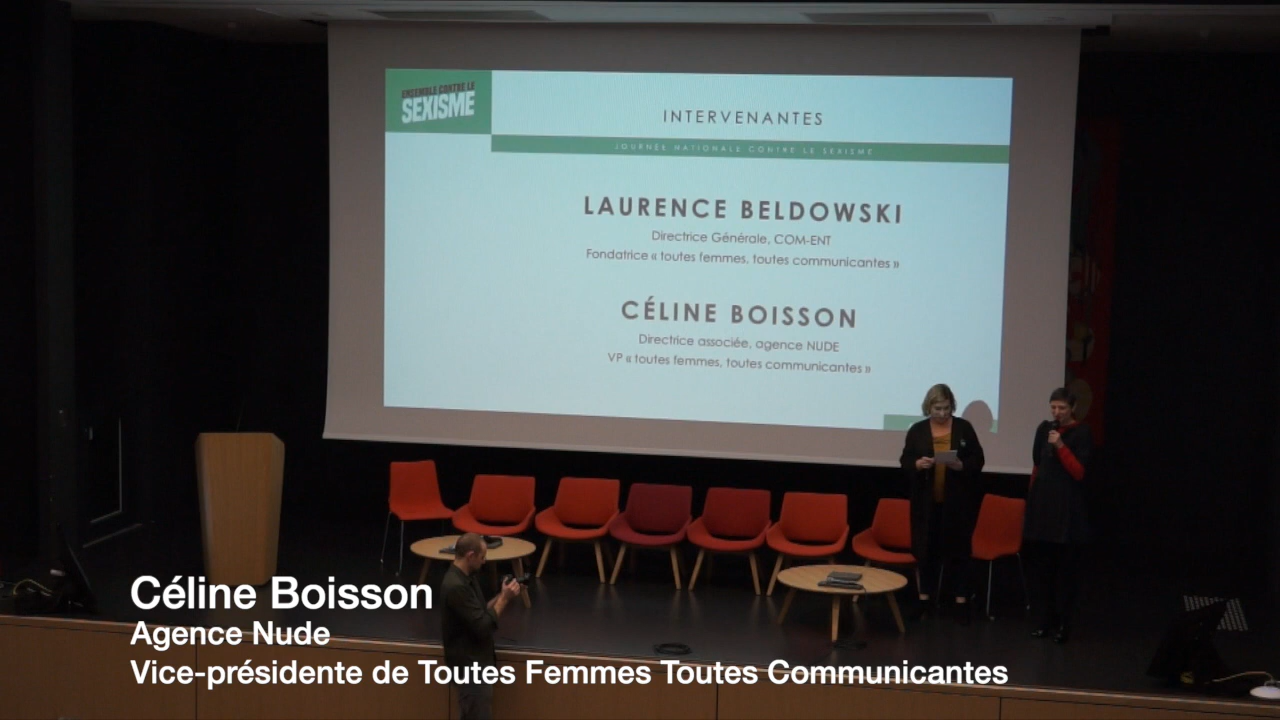 ENSEMBLE CONTRE LE
SEXISME
INTERVENANTES
JOURNÉE NATIONALE CONTRE LE SEXISME
LAURENCE BELDOWSKI
Directrice Générale, COM-ENT
Fondatrice « toutes femmes, toutes communicantes »
CÉLINE BOISSON
Directrice associée, agence NUDE
VP « toutes femmes, toutes communicantes »
Céline Boisson
Agence Nude
Vice-présidente de Toutes Femmes Toutes Communicantes